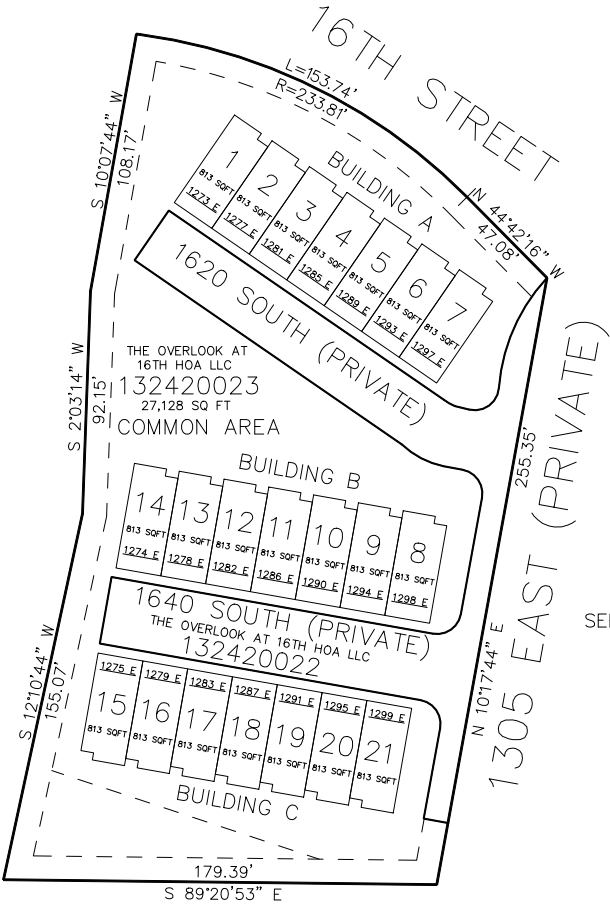 16TH STREET
L=153.74'
R=233.81'
S 10°07'44" W
108.17'
N 44°42'16" W
47.08'
BUILDING A
1
813 SQFT
1273 E
2
813 SQFT
1277 E
3
813 SQFT
1281 E
4
813 SQFT
1285 E
5
813 SQFT
1289 E
6
813 SQFT
1293 E
7
813 SQFT
1297 E
1620 SOUTH (PRIVATE)
S 2°03'14" W
92.15'
THE OVERLOOK AT
16TH HOA LLC
132420023
27,128 SQ FT
COMMON AREA
255.35'
N 10°17'44" E
1305 EAST (PRIVATE)
BUILDING B
14
813 SQFT
1274 E
13
813 SQFT
1278 E
12
813 SQFT
1282 E
11
813 SQFT
1286 E
10
813 SQFT
1290 E
9
813 SQFT
1294 E
8
813 SQFT
1298 E
1640 SOUTH (PRIVATE)
THE OVERLOOK AT 16TH HOA LLC
132420022
S 12°10'44" W
155.07'
1275 E
15
813 SQFT
1279 E
16
813 SQFT
1283 E
17
813 SQFT
1287 E
18
813 SQFT
1291 E
19
813 SQFT
1295 E
20
813 SQFT
1299 E
21
813 SQFT
BUILDING C
179.39'
S 89°20'53" E